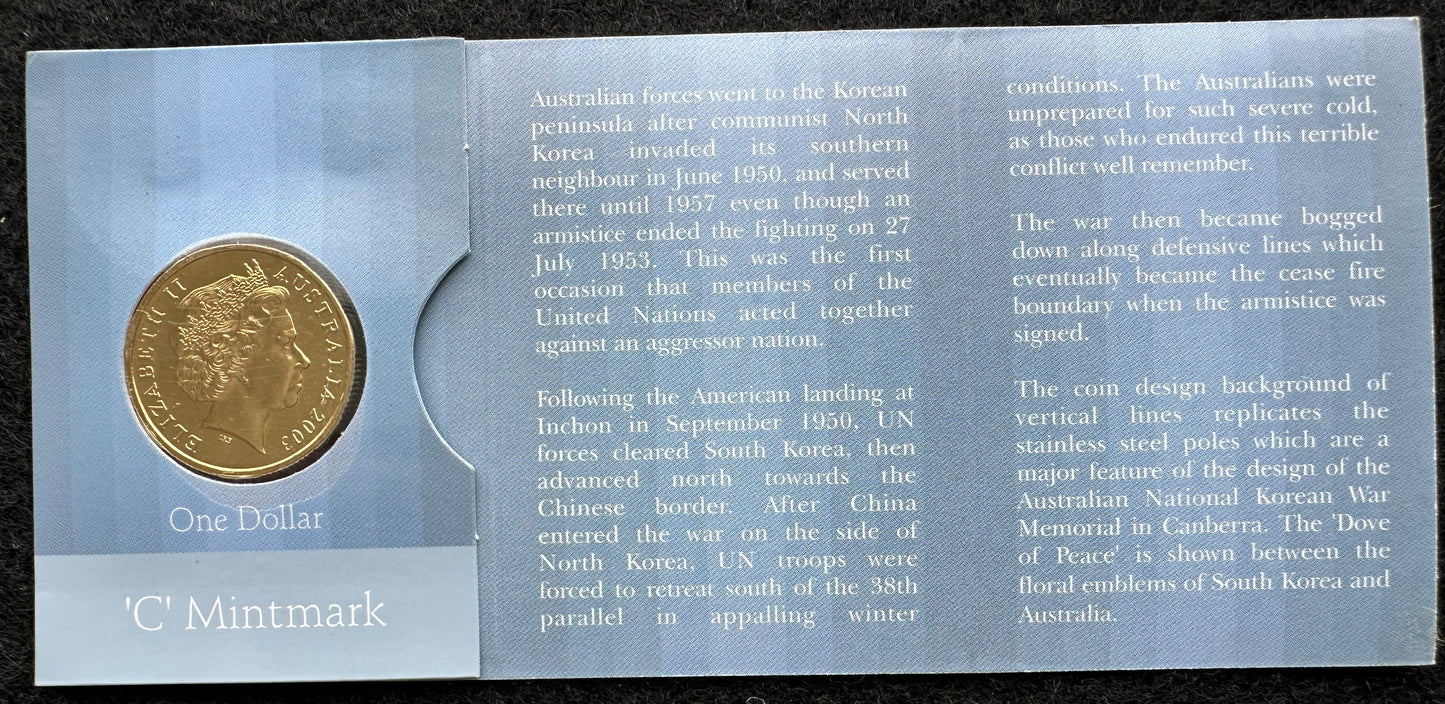 ELIZABETH II AUSTRALIA 2003
One Dollar
'C' Mintmark
Australian forces went to the Korean
peninsula after communist North
Korea invaded its southern
neighbour in June 1950, and served
there until 1957 even though an
armistice ended the fighting on 27
July 1953. This was the first
occasion that members of the
United Nations acted together
against an aggressor nation.
Following the American landing at
Inchon in September 1950, UN
forces cleared South Korea, then
advanced north towards the
Chinese border. After China
entered the war on the side of
North Korea, UN troops were
forced to retreat south of the 38th
parallel in appalling winter
conditions. The Australians were
unprepared for such severe cold,
as those who endured this terrible
conflict well remember.
The war then became bogged
down along defensive lines which
eventually became the cease fire
boundary when the armistice was
signed.
The coin design background of
vertical lines replicates the
stainless steel poles which are a
major feature of the design of the
Australian National Korean War
Memorial in Canberra. The 'Dove
of Peace' is shown between the
floral emblems of South Korea and
Australia.